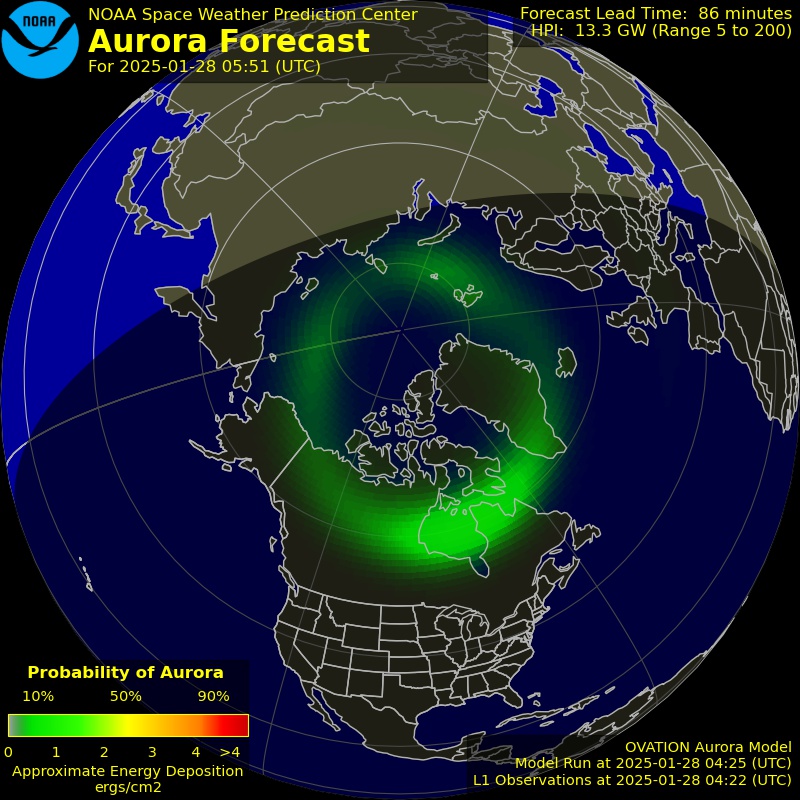 NOAA
NOAA Space Weather Prediction Center
Aurora Forecast
For 2025-01-28 05:51 (UTC)
Forecast Lead Time: 86 minutes
HPI: 13.3 GW (Range 5 to 200)
Probability of Aurora
10% 50% 90%
0 1 2 3 4 >4
Approximate Energy Deposition
ergs/cm2
OVATION Aurora Model
Model Run at 2025-01-28 04:25 (UTC)
L1 Observations at 2025-01-28 04:22 (UTC)